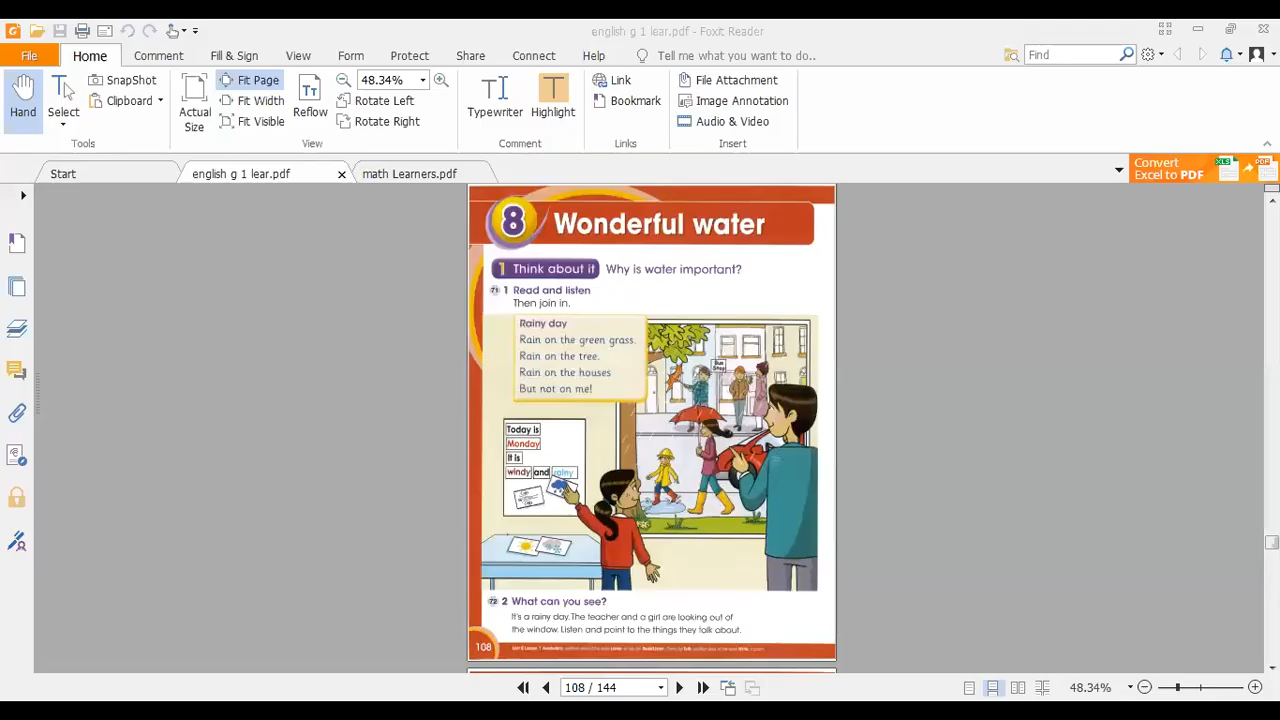 english g 1 lear.pdf - Foxit Reader
File Home Comment Fill & Sign View Form Protect Share Connect Help Tell me what you want to do.. Find
Hand
Select
SnapShot
Clipboard
Tools
Actual
Size
Fit Page
Fit Width
Fit Visible
Reflow
48.34%
Rotate Left
Rotate Right
View
Typewriter
Highlight
Comment
Link
Bookmark
Links
File Attachment
Image Annotation
Audio & Video
Insert
Start
english g 1 lear.pdf
math Learners.pdf
Convert
Excel to PDF
XLS
PDF
8 Wonderful water
1 Think about it Why is water important?
71 1 Read and listen
Then join in.
Rainy day
Rain on the green grass.
Rain on the tree.
Rain on the houses
But not on me!
Bus
Stop
Today is
Monday
It is
windy and rainy
72 2 What can you see?
It's a rainy day. The teacher and a girl are looking out of
the window. Listen and point to the things they talk about.
108
108 / 144
48.34%